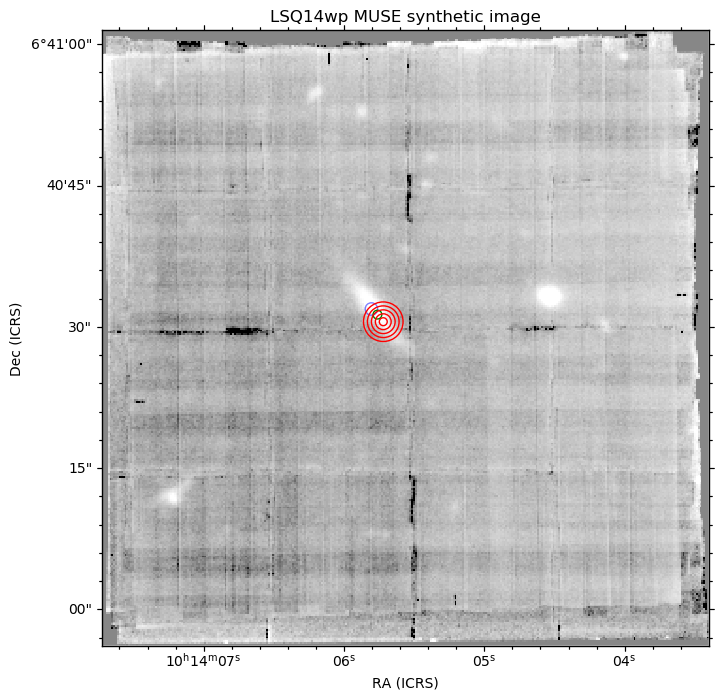 LSQ14wp MUSE synthetic image
6°41'00"
40'45"
30"
15"
00"
10h14m07s 06s 05s 04s
RA (ICRS)
Dec (ICRS)